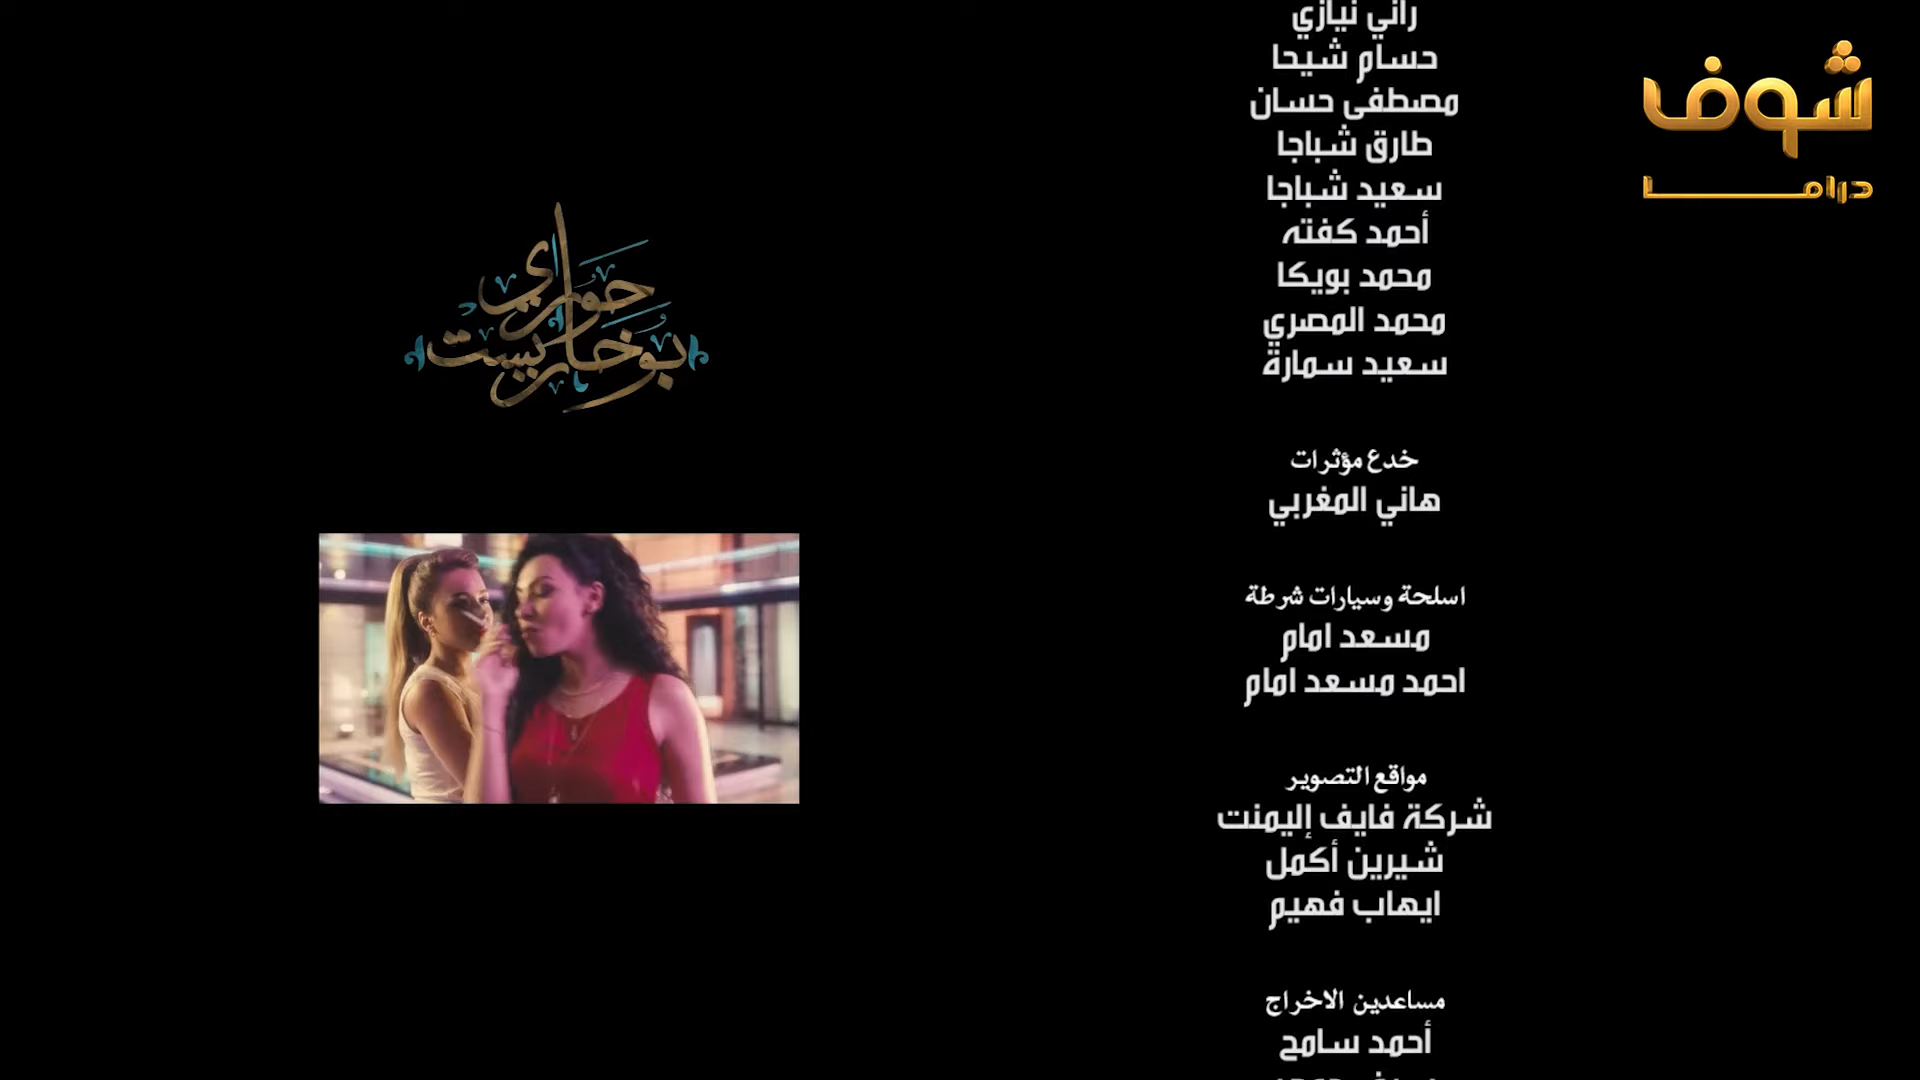 شوف
دراما
حواري
بوخارست
راني نيازي
حسام شيحا
مصطفى حسان
طارق شباجا
سعيد شباجا
أحمد كفته
محمد بويكا
محمد المصري
سعيد سمارة
خدع مؤثرات
هاني المغربي
اسلحة وسيارات شرطة
مسعد امام
احمد مسعد امام
مواقع التصوير
شركة فايف إليمنت
شيرين أكمل
ايهاب فهيم
مساعدين الاخراج
أحمد سامح